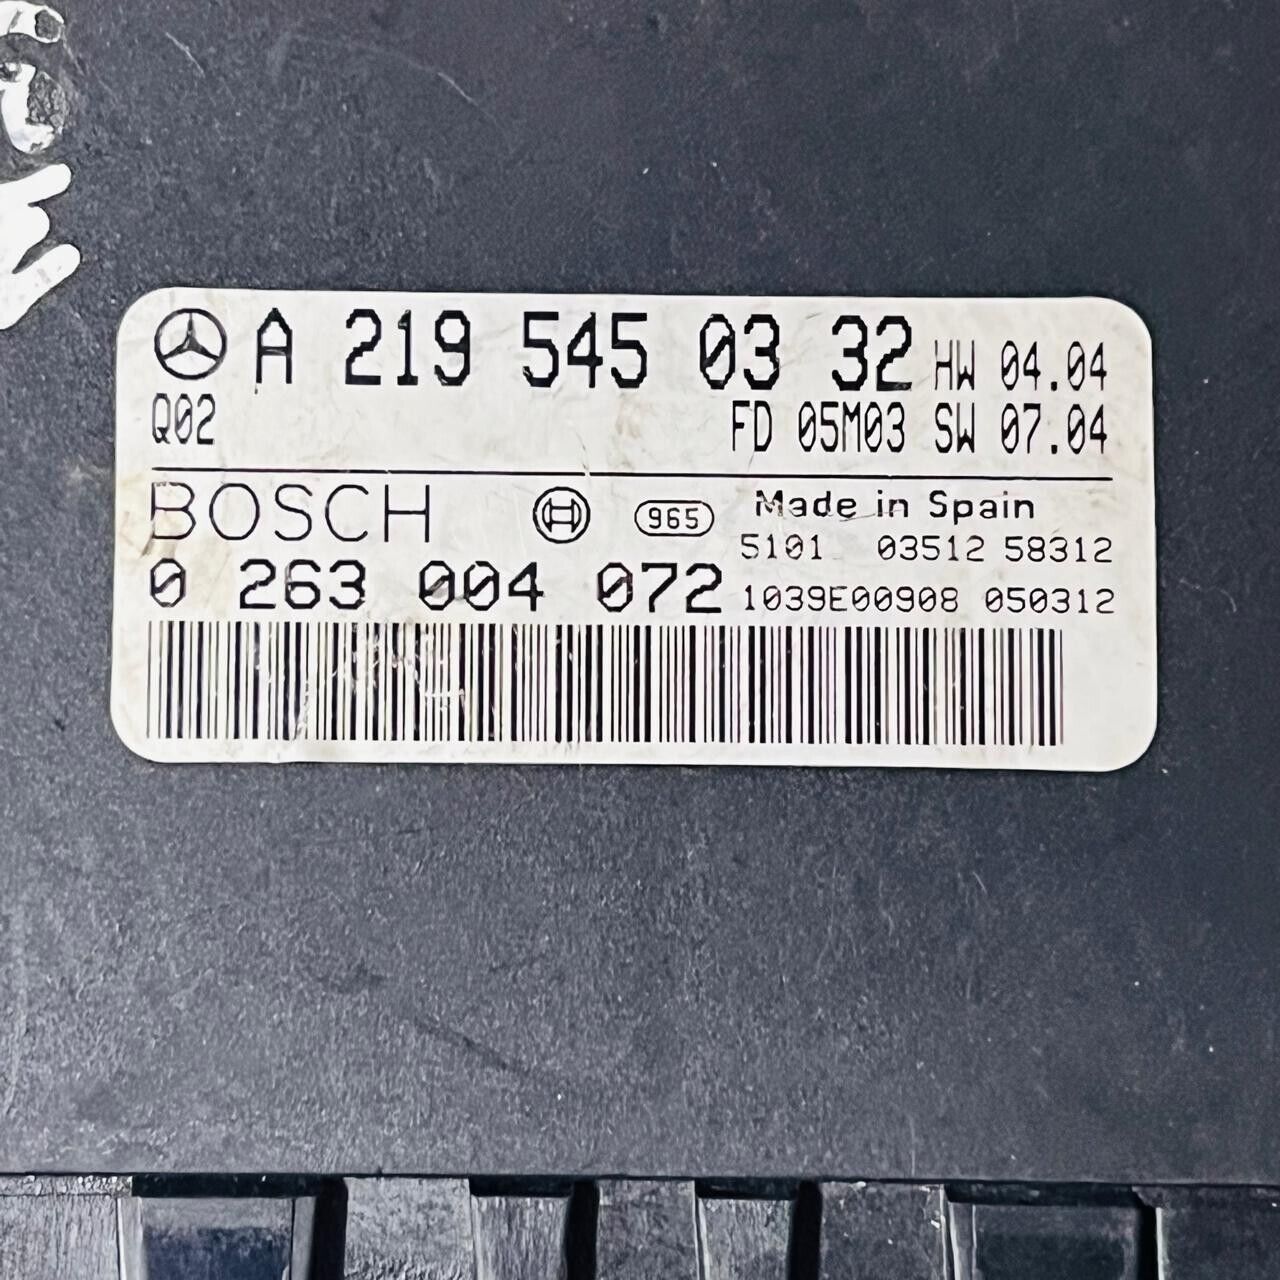 A 219 545 03 32 HW 04.04
Q02 FD 05M03 SW 07.04
BOSCH 965 Made in Spain
5101 03512 58312
0 263 004 072 1039E00908 050312